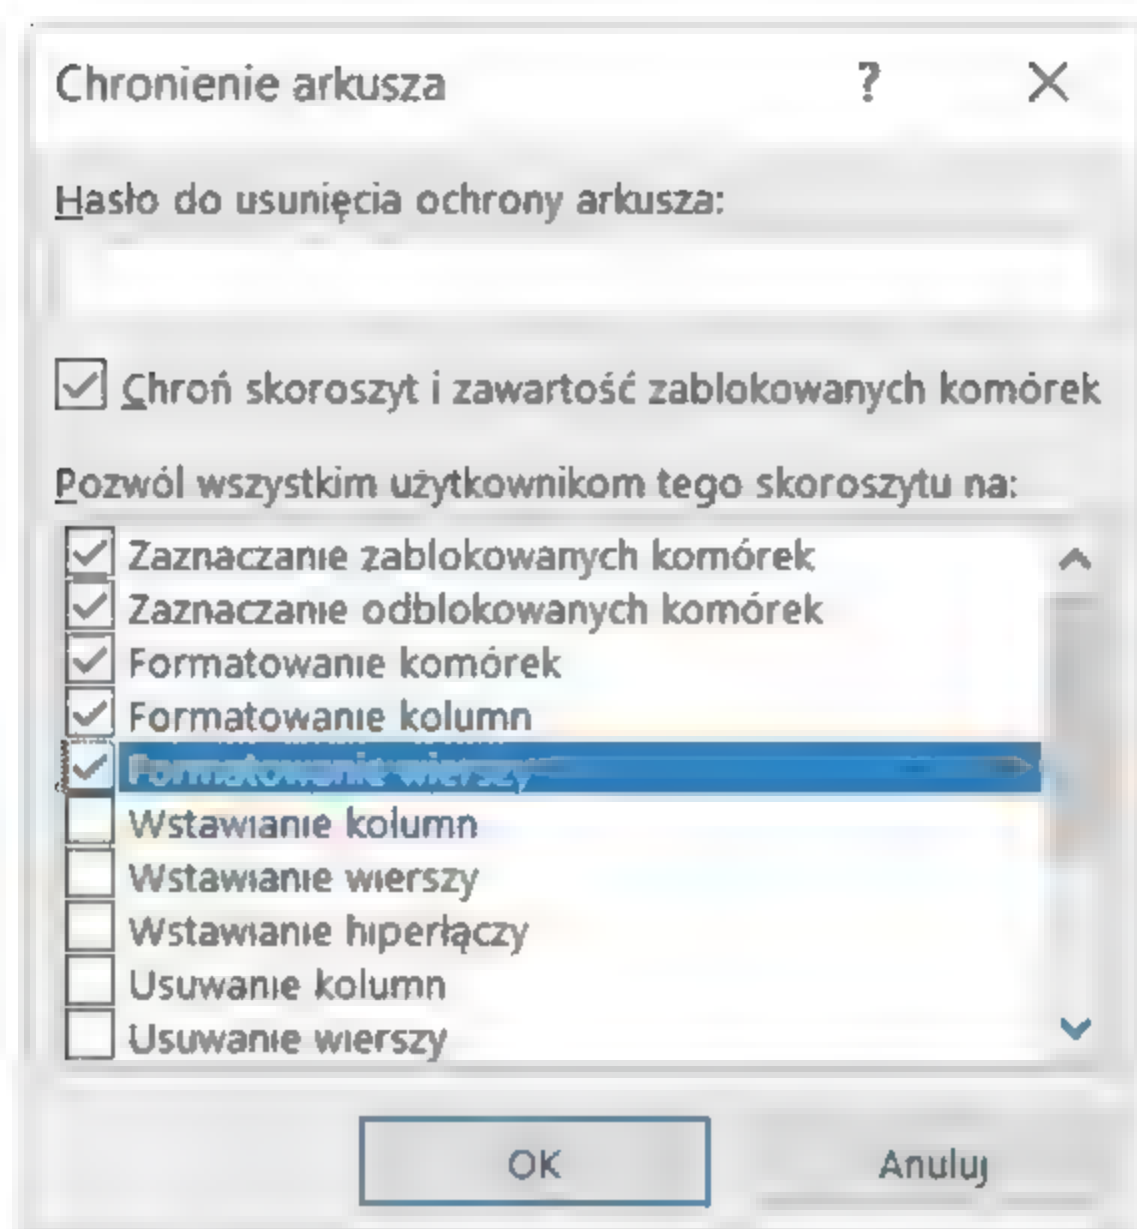 Chronienie arkusza ?
Hasło do usunięcia ochrony arkusza:
Chroń skoroszyt i zawartość zablokowanych komórek
Pozwól wszystkim użytkownikom tego skoroszytu na:
Zaznaczanie zablokowanych komórek
Zaznaczanie odblokowanych komórek
Formatowanie komórek
Formatowanie kolumn
Formatowanie wierszy
Wstawianie kolumn
Wstawianie wierszy
Wstawianie hiperłączy
Usuwanie kolumn
Usuwanie wierszy
OK Anuluj